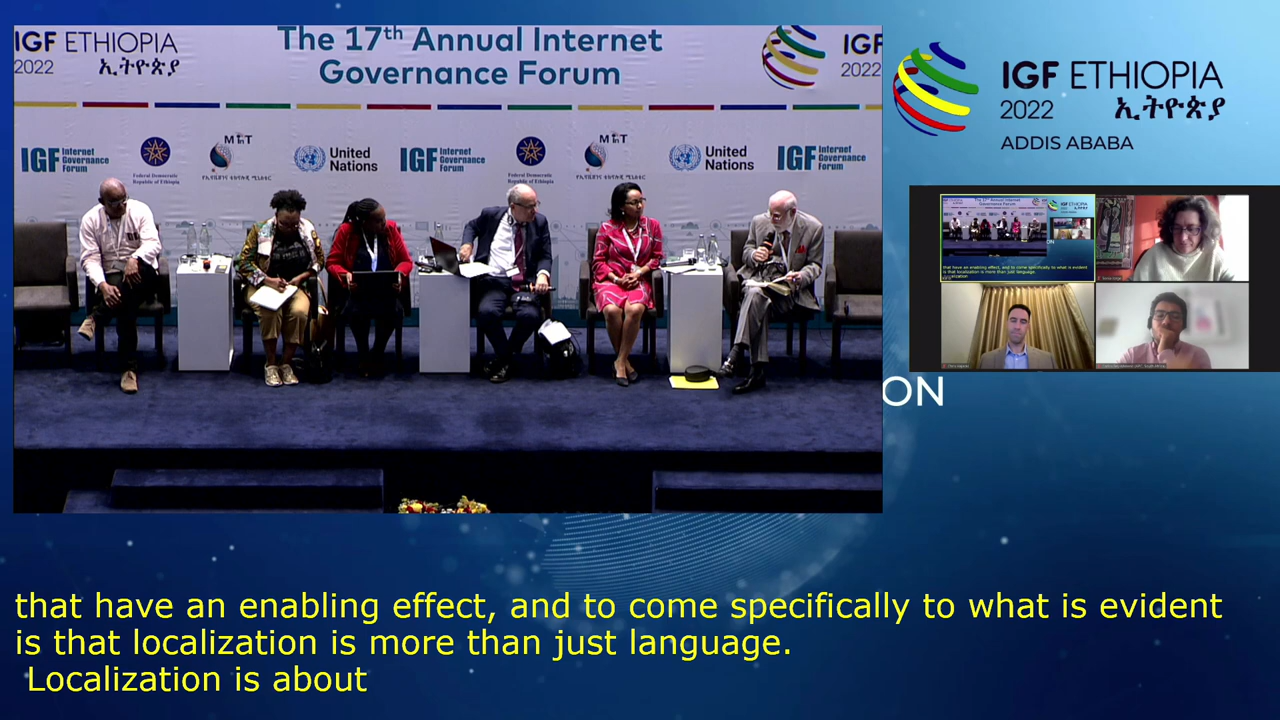 IGF ETHIOPIA
2022 ኢትዮጵያ
The 17th Annual Internet
Governance Forum
IGF
2022
IGF Internet Governance Forum
Federal Democratic
Republic of Ethiopia
MInT
United
Nations
IGF Internet Governance Forum
Federal Democratic
Republic of Ethiopia
MInT
United
Nations
IGF Internet Governance Forum
IGF ETHIOPIA
2022 ኢትዮጵያ
ADDIS ABABA
ON
that have an enabling effect, and to come specifically to what is evident
is that localization is more than just language.
Localization is about